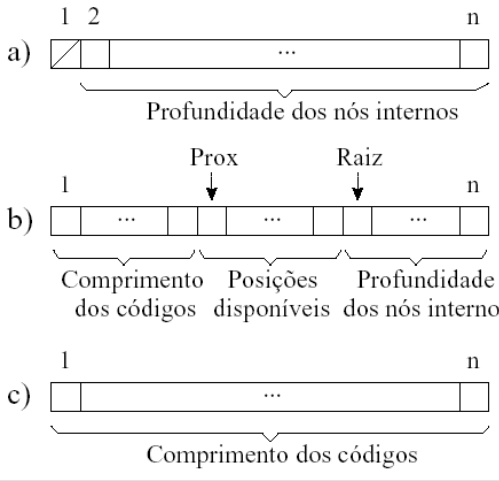 1 2 n
a) ...
Profundidade dos nós internos
Prox Raiz
1 n
b) ... ... ...
Comprimento Posições Profundidade
dos códigos disponíveis dos nós interno
1 n
c) ...
Comprimento dos códigos